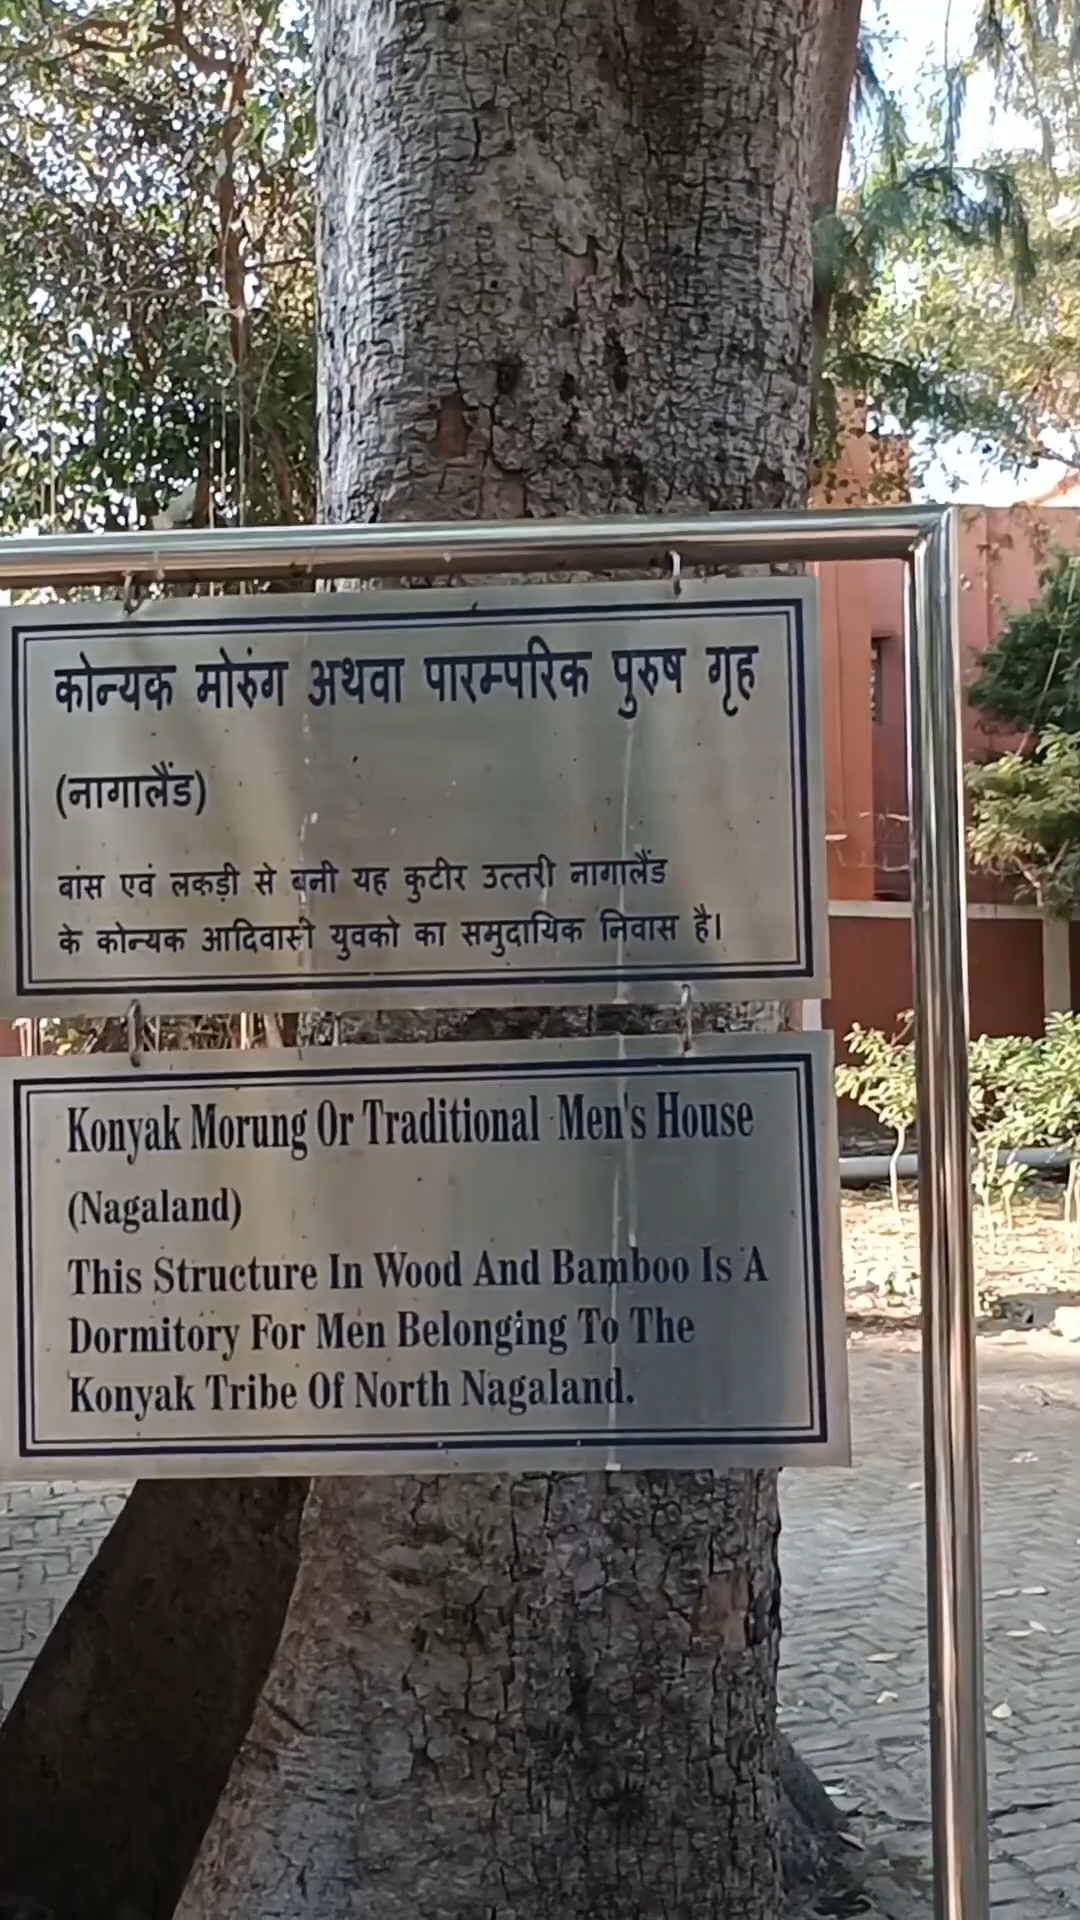 कोन्यक मोरुंग अथवा पारम्परिक पुरुष गृह
(नागालैंड)
बांस एवं लकड़ी से बनी यह कुटीर उत्तरी नागालैंड
के कोन्यक आदिवासी युवको का समुदायिक निवास है।
Konyak Morung Or Traditional Men's House
(Nagaland)
This Structure In Wood And Bamboo Is A
Dormitory For Men Belonging To The
Konyak Tribe Of North Nagaland.